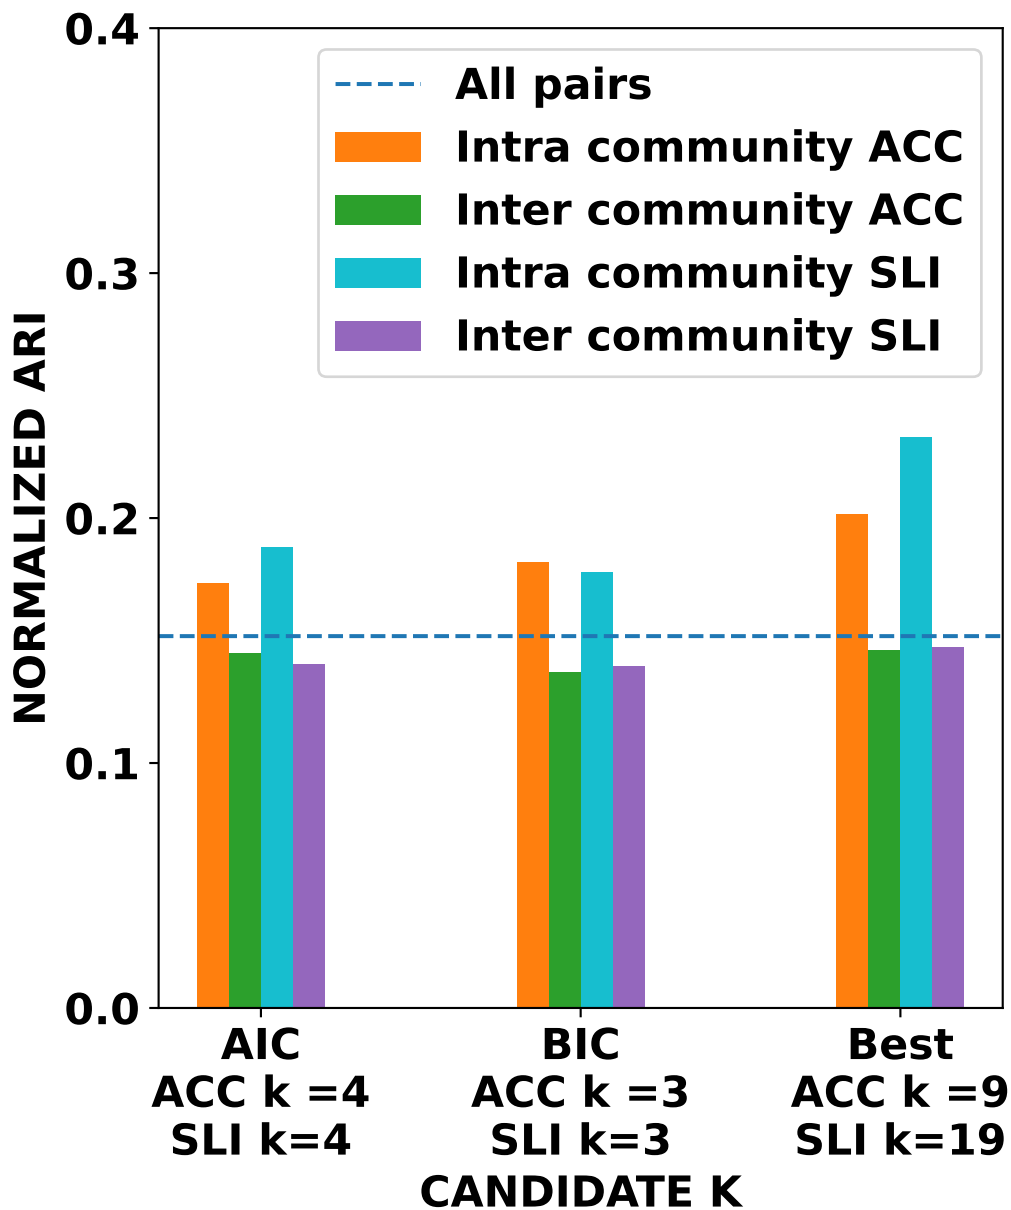 0.4
0.3
0.2
0.1
0.0
NORMALIZED ARI
All pairs
Intra community ACC
Inter community ACC
Intra community SLI
Inter community SLI
AIC
ACC k =4
SLI k=4
BIC
ACC k =3
SLI k=3
Best
ACC k =9
SLI k=19
CANDIDATE K